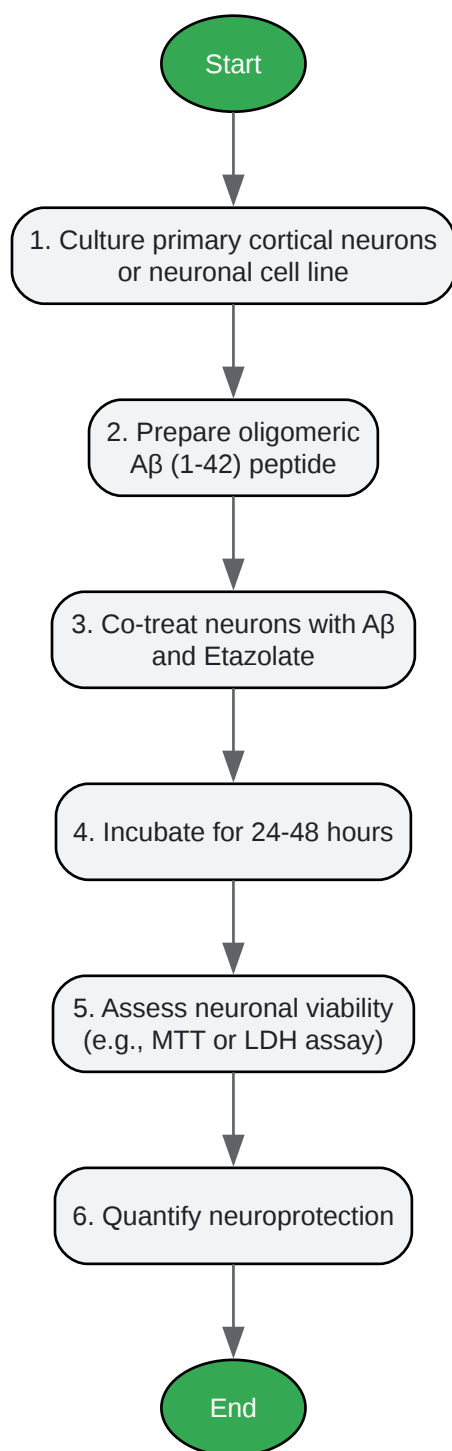 Start
1. Culture primary cortical neurons
or neuronal cell line
2. Prepare oligomeric
Aβ (1-42) peptide
3. Co-treat neurons with Aβ
and Etazolate
4. Incubate for 24-48 hours
5. Assess neuronal viability
(e.g., MTT or LDH assay)
6. Quantify neuroprotection
End